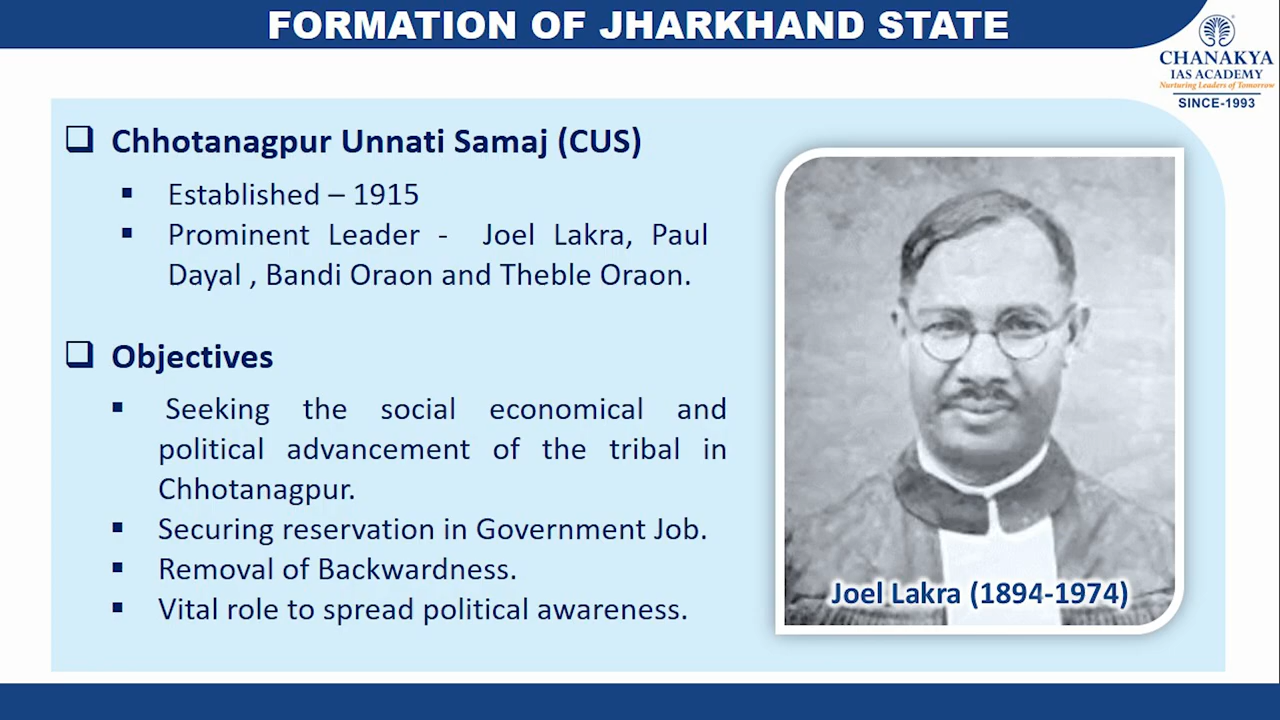 FORMATION OF JHARKHAND STATE
CHANAKYA
IAS ACADEMY
Nurturing Leaders of Tomorrow
SINCE-1993
❑ Chhotanagpur Unnati Samaj (CUS)
▪ Established – 1915
▪ Prominent Leader - Joel Lakra, Paul
Dayal , Bandi Oraon and Theble Oraon.
❑ Objectives
▪ Seeking the social economical and
political advancement of the tribal in
Chhotanagpur.
▪ Securing reservation in Government Job.
▪ Removal of Backwardness.
▪ Vital role to spread political awareness.
Joel Lakra (1894-1974)